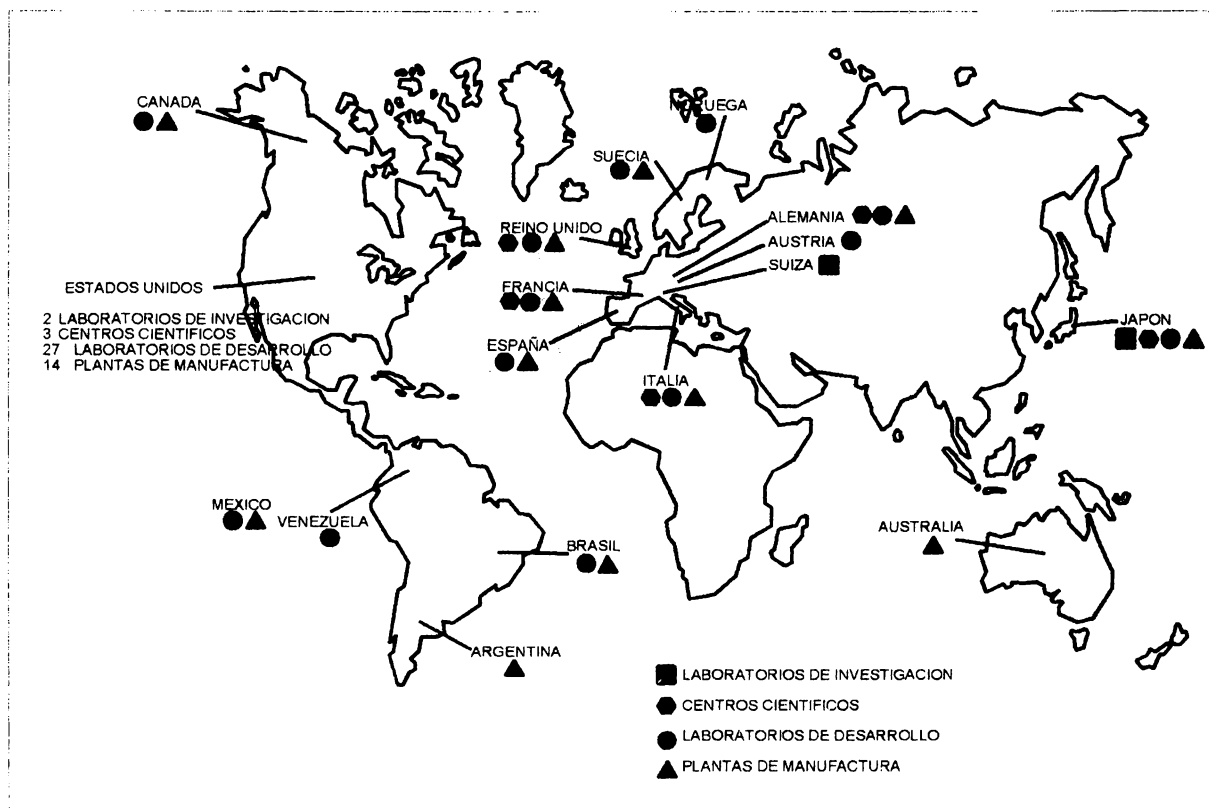 CANADA
NORUEGA
SUECIA
REINO UNIDO
ALEMANIA
AUSTRIA
SUIZA
ESTADOS UNIDOS
FRANCIA
2 LABORATORIOS DE INVESTIGACION
3 CENTROS CIENTIFICOS
27 LABORATORIOS DE DESARROLLO
14 PLANTAS DE MANUFACTURA
ESPAÑA
JAPON
ITALIA
MEXICO
VENEZUELA
BRASIL
AUSTRALIA
ARGENTINA
LABORATORIOS DE INVESTIGACION
CENTROS CIENTIFICOS
LABORATORIOS DE DESARROLLO
PLANTAS DE MANUFACTURA